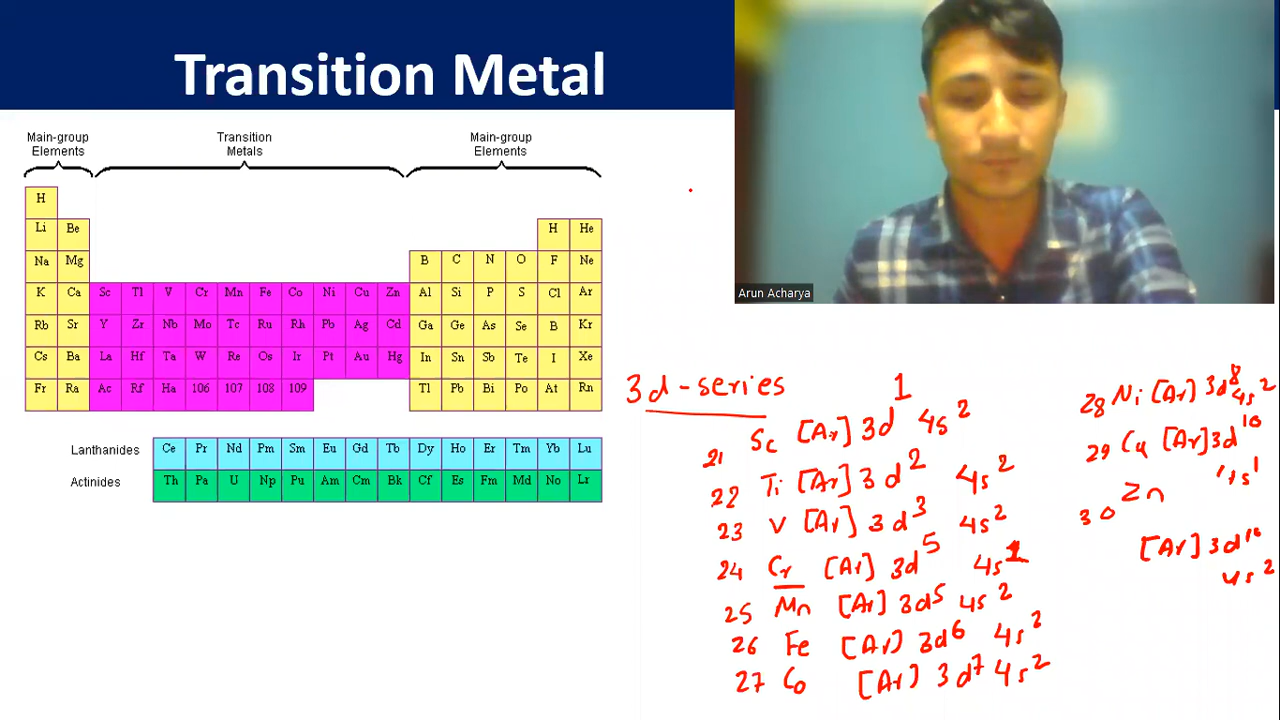 Transition Metal
Arun Acharya
Main-group Elements
Transition Metals
Main-group Elements
H
Li Be H He
Na Mg B C N O F Ne
K Ca Sc Tl V Cr Mn Fe Co Ni Cu Zn Al Si P S Cl Ar
Rb Sr Y Zr Nb Mo Tc Ru Rh Pb Ag Cd Ga Ge As Se B Kr
Cs Ba La Hf Ta W Re Os Ir Pt Au Hg In Sn Sb Te I Xe
Fr Ra Ac Rf Ha 106 107 108 109 Tl Pb Bi Po At Rn
Lanthanides Ce Pr Nd Pm Sm Eu Gd Tb Dy Ho Er Tm Yb Lu
Actinides Th Pa U Np Pu Am Cm Bk Cf Es Fm Md No Lr
3d-series
21 Sc [Ar] 3d¹ 4s²
22 Ti [Ar] 3d² 4s²
23 V [Ar] 3d³ 4s²
24 Cr [Ar] 3d⁵ 4s¹
25 Mn [Ar] 3d⁵ 4s²
26 Fe [Ar] 3d⁶ 4s²
27 Co [Ar] 3d⁷ 4s²
28 Ni [Ar] 3d⁸ 4s²
29 Cu [Ar] 3d¹⁰
4s¹
30 Zn
[Ar] 3d¹⁰
4s²